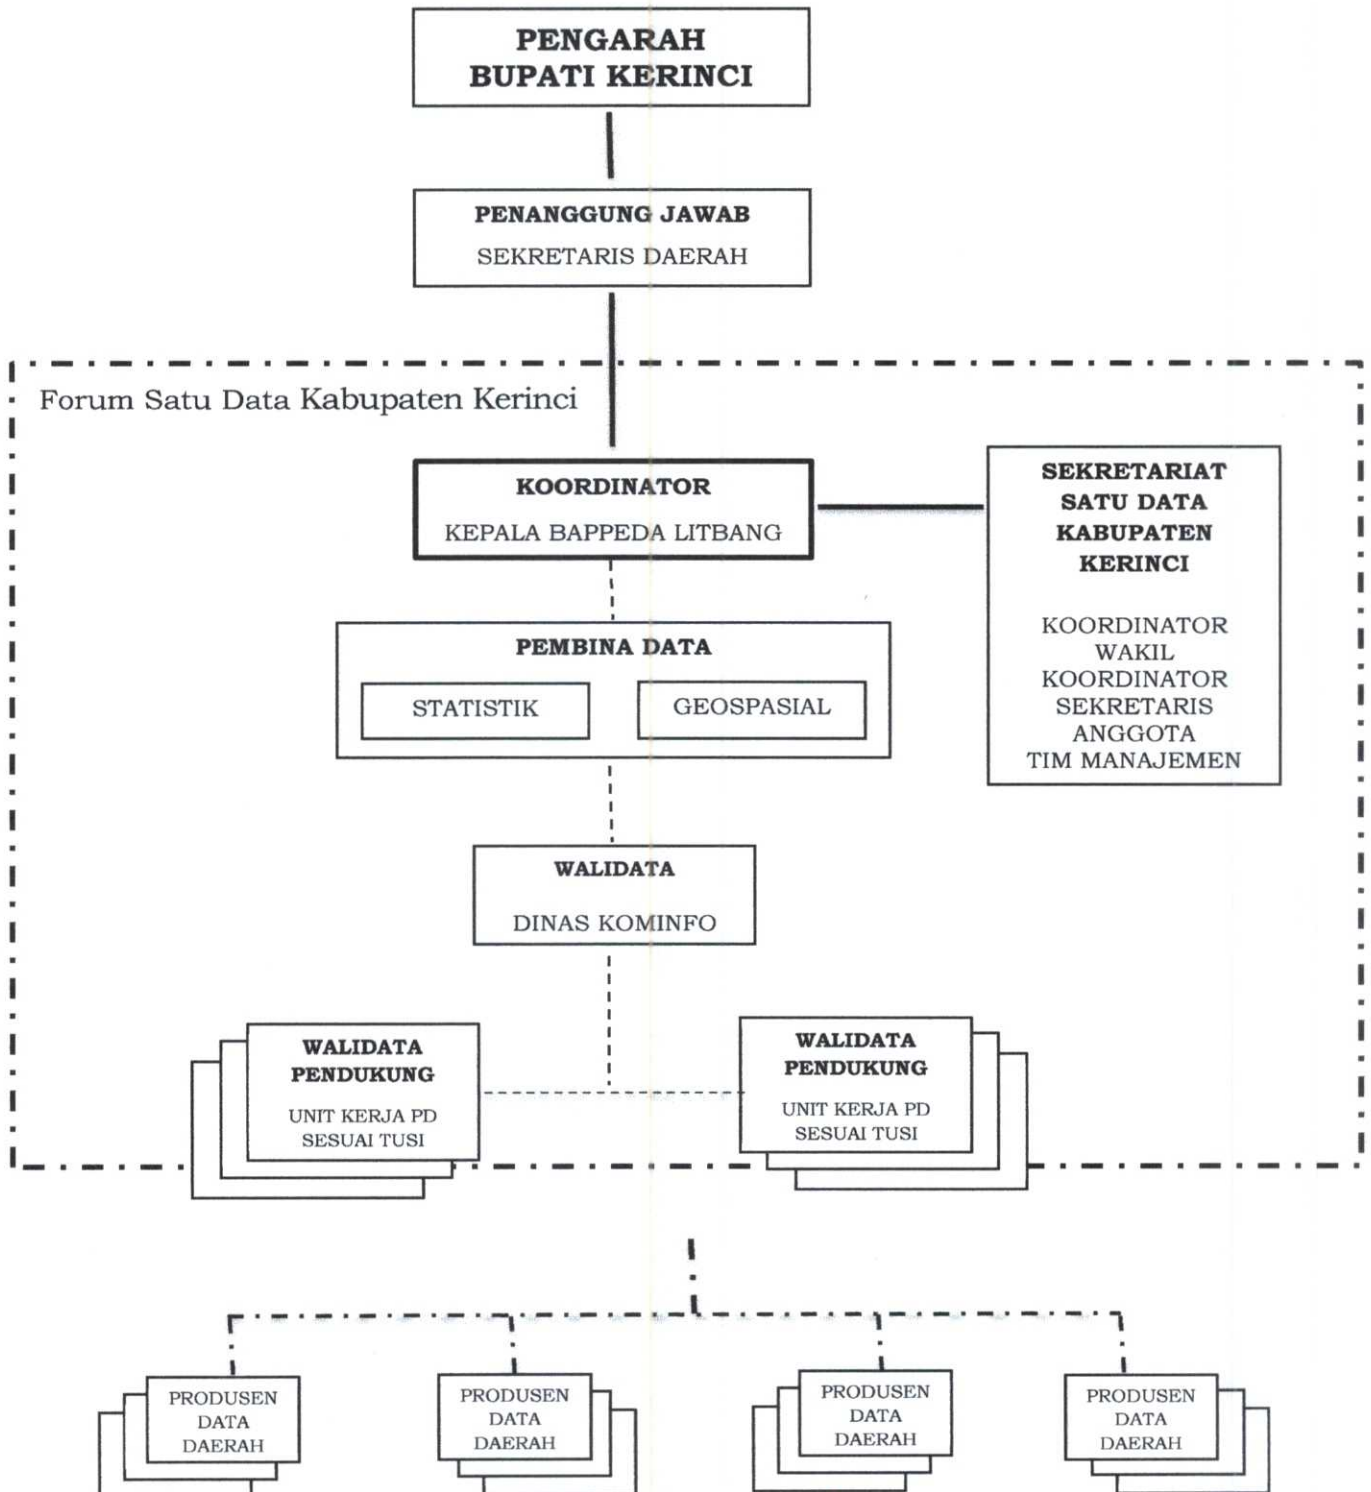 PENGARAH
BUPATI KERINCI
PENANGGUNG JAWAB
SEKRETARIS DAERAH
Forum Satu Data Kabupaten Kerinci
KOORDINATOR
KEPALA BAPPEDA LITBANG
SEKRETARIAT
SATU DATA
KABUPATEN
KERINCI
KOORDINATOR
WAKIL
KOORDINATOR
SEKRETARIS
ANGGOTA
TIM MANAJEMEN
PEMBINA DATA
STATISTIK
GEOSPASIAL
WALIDATA
DINAS KOMINFO
WALIDATA
PENDUKUNG
UNIT KERJA PD
SESUAI TUSI
WALIDATA
PENDUKUNG
UNIT KERJA PD
SESUAI TUSI
PRODUSEN
DATA
DAERAH
PRODUSEN
DATA
DAERAH
PRODUSEN
DATA
DAERAH
PRODUSEN
DATA
DAERAH